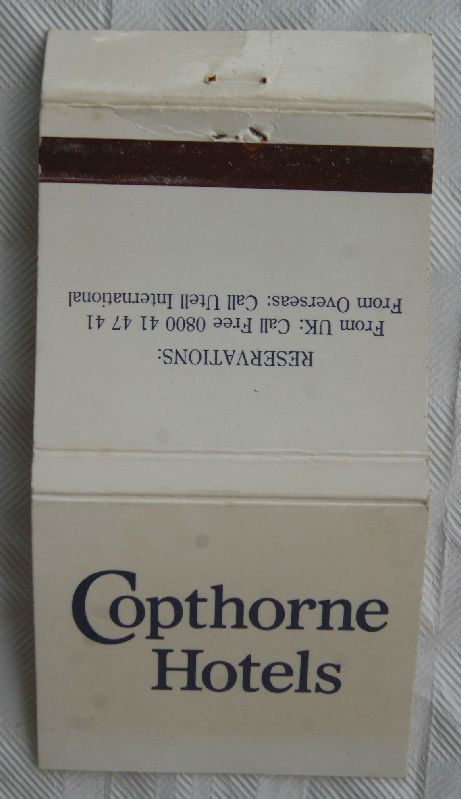 RESERVATIONS:
From UK: Call Free 0800 41 47 41
From Overseas: Call Utell International
Copthorne
Hotels